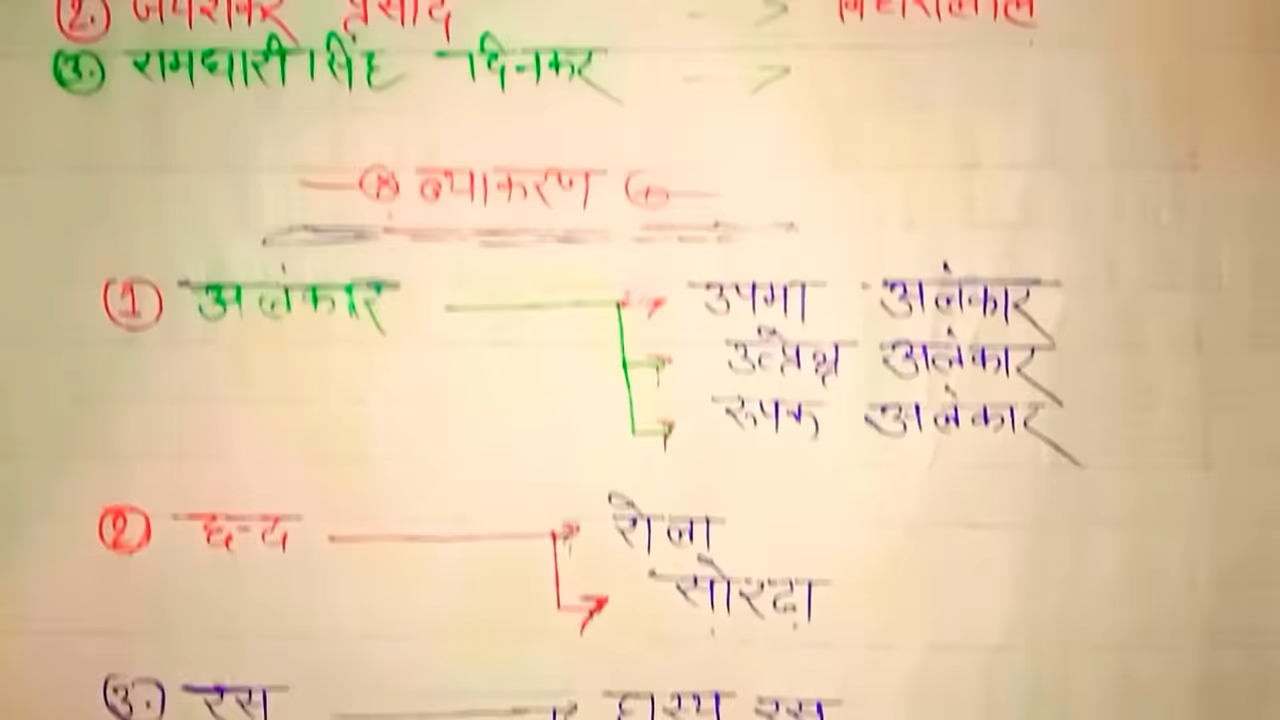 2. जयशंकर प्रसाद -> बिहारीलाल
3. रामधारी सिंह दिनकर ->
व्याकरण
1 अलंकार → उपमा अलंकार
→ उत्प्रेक्ष अलंकार
→ रूपक अलंकार
2 छन्द → रोला
→ सोरठा
3. रस → हास्य रस